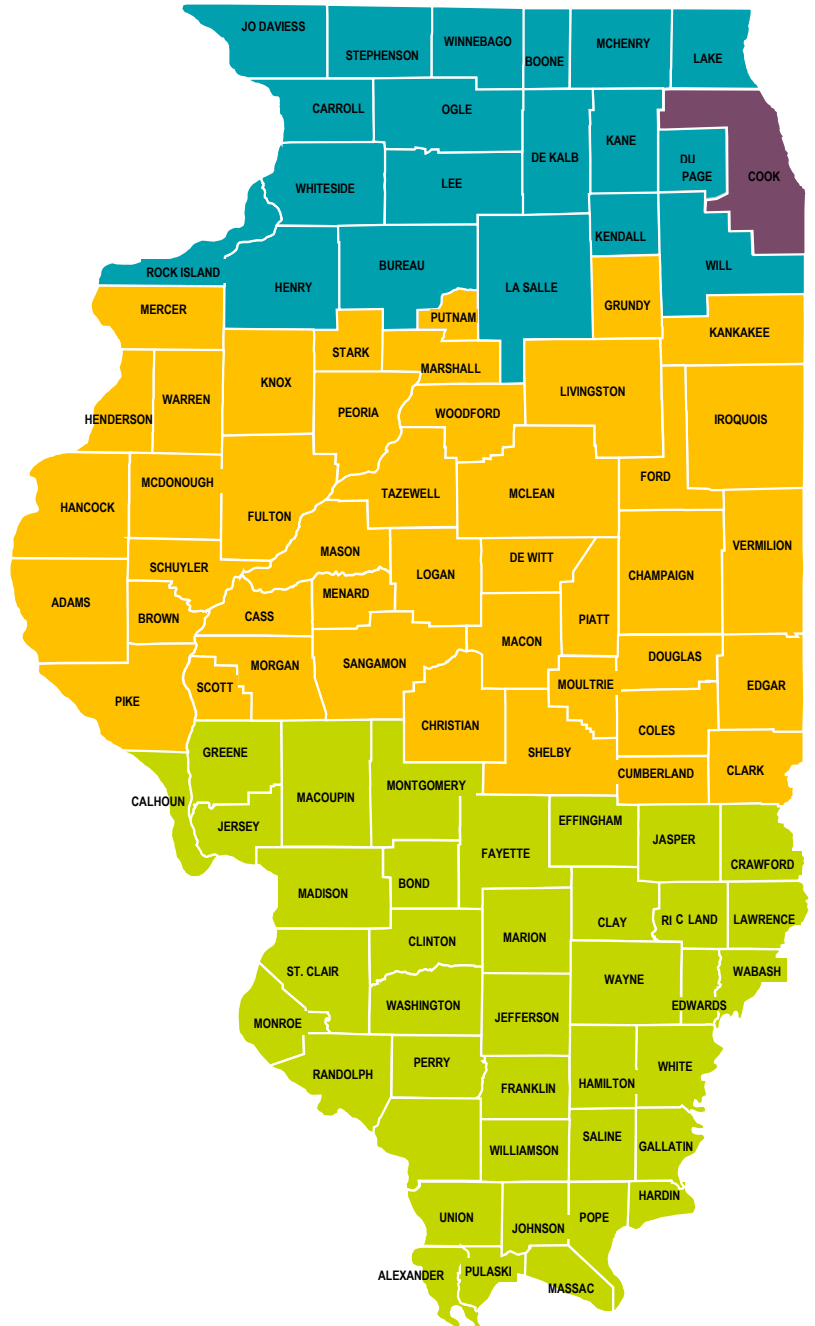 JO DAVIESS
STEPHENSON
WINNEBAGO
BOONE
MCHENRY
LAKE
CARROLL
OGLE
DE KALB
KANE
DU
PAGE
COOK
WHITESIDE
LEE
KENDALL
ROCK ISLAND
HENRY
BUREAU
LA SALLE
WILL
MERCER
PUTNAM
GRUNDY
KANKAKEE
STARK
KNOX
MARSHALL
PEORIA
WOODFORD
LIVINGSTON
HENDERSON
WARREN
IROQUOIS
HANCOCK
MCDONOUGH
FULTON
TAZEWELL
MCLEAN
FORD
MASON
VERMILION
SCHUYLER
LOGAN
DE WITT
CHAMPAIGN
ADAMS
BROWN
CASS
MENARD
MACON
PIATT
PIKE
SCOTT
MORGAN
SANGAMON
MOULTRIE
DOUGLAS
EDGAR
CHRISTIAN
SHELBY
COLES
CUMBERLAND
CLARK
GREENE
CALHOUN
JERSEY
MACOUPIN
MONTGOMERY
FAYETTE
EFFINGHAM
JASPER
CRAWFORD
MADISON
BOND
CLAY
RI C LAND
LAWRENCE
CLINTON
MARION
ST. CLAIR
WAYNE
WABASH
EDWARDS
MONROE
WASHINGTON
JEFFERSON
RANDOLPH
PERRY
FRANKLIN
HAMILTON
WHITE
WILLIAMSON
SALINE
GALLATIN
HARDIN
UNION
JOHNSON
POPE
ALEXANDER
PULASKI
MASSAC